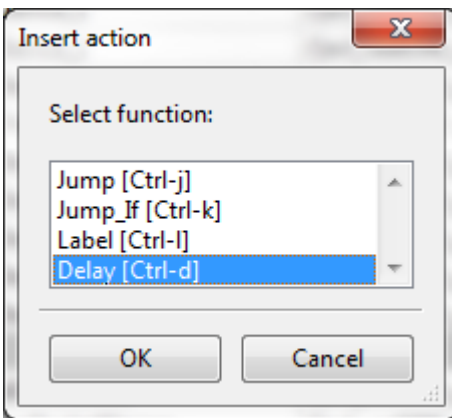 Insert action
Select function:
Jump [Ctrl-j]
Jump_If [Ctrl-k]
Label [Ctrl-l]
Delay [Ctrl-d]
OK Cancel